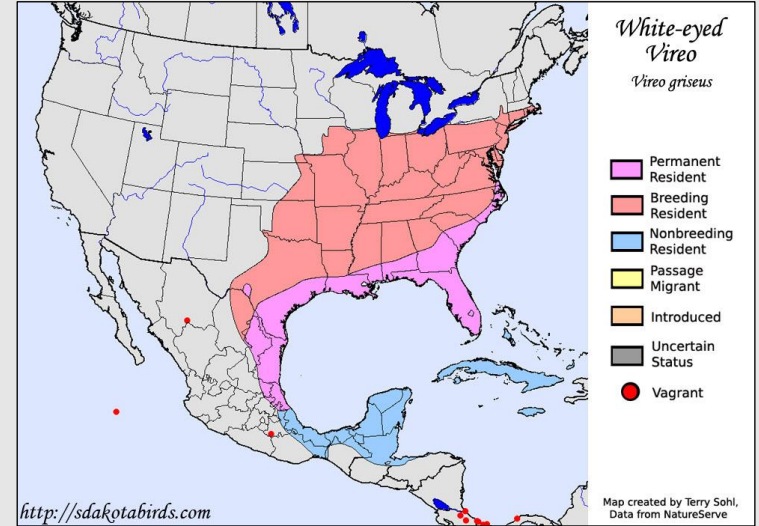 White-eyed
Vireo
Vireo griseus
Permanent
Resident
Breeding
Resident
Nonbreeding
Resident
Passage
Migrant
Introduced
Uncertain
Status
Vagrant
Map created by Terry Sohl,
Data from NatureServe
http://sdakotabirds.com